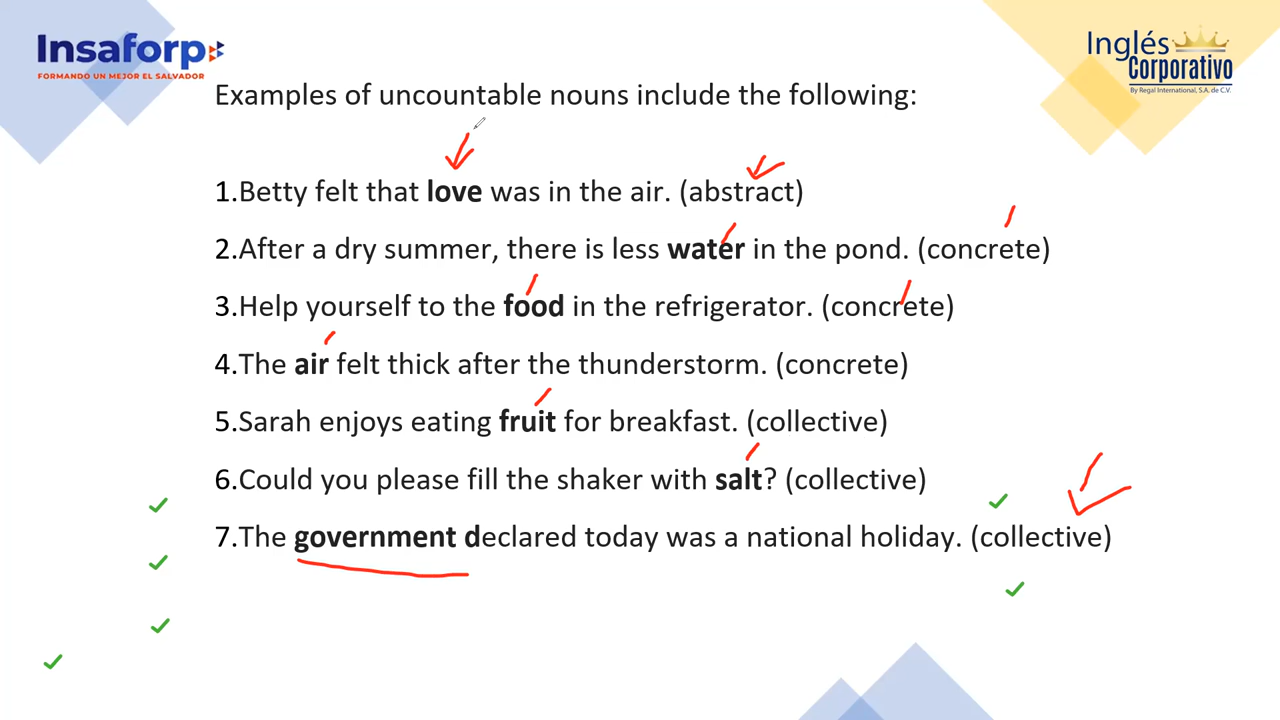 Insaforp
FORMANDO UN MEJOR EL SALVADOR
Inglés
Corporativo
By Regal International, S.A. de C.V.
Examples of uncountable nouns include the following:
1.Betty felt that love was in the air. (abstract)
2.After a dry summer, there is less water in the pond. (concrete)
3.Help yourself to the food in the refrigerator. (concrete)
4.The air felt thick after the thunderstorm. (concrete)
5.Sarah enjoys eating fruit for breakfast. (collective)
6.Could you please fill the shaker with salt? (collective)
7.The government declared today was a national holiday. (collective)